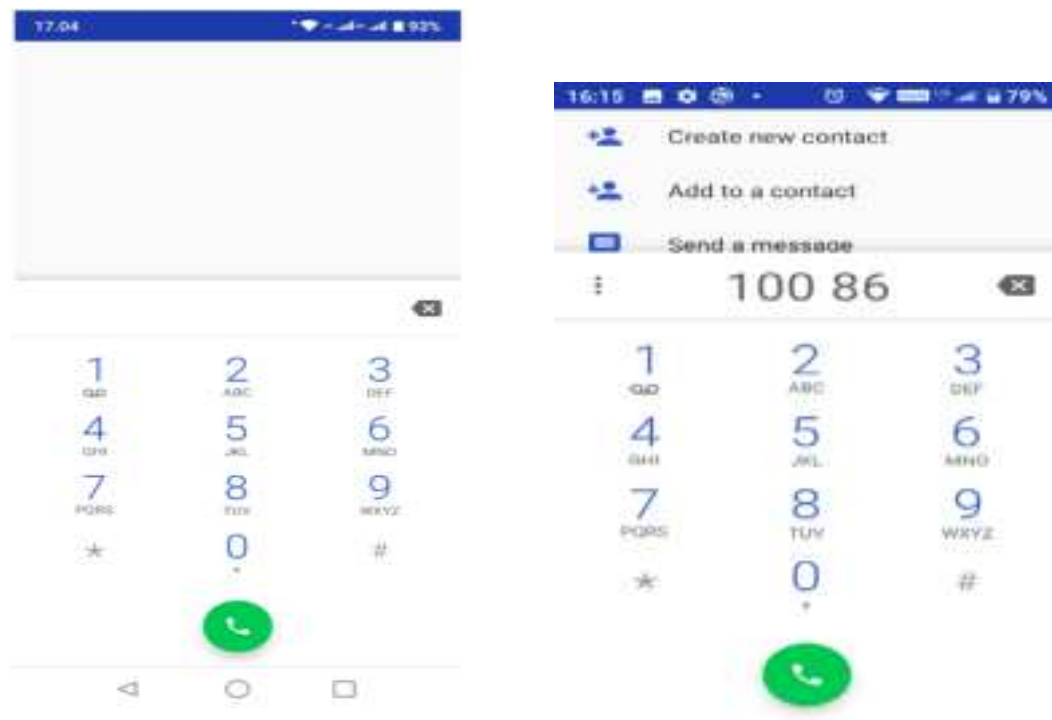 17.04 93%
1 2 3
ABC DEF
4 5 6
GHI JKL MNO
7 8 9
PQRS TUV WXYZ
* 0 #
+
16:15 79%
Create new contact
Add to a contact
Send a message
100 86
1 2 3
ABC DEF
4 5 6
GHI JKL MNO
7 8 9
PQRS TUV WXYZ
* 0 #
+